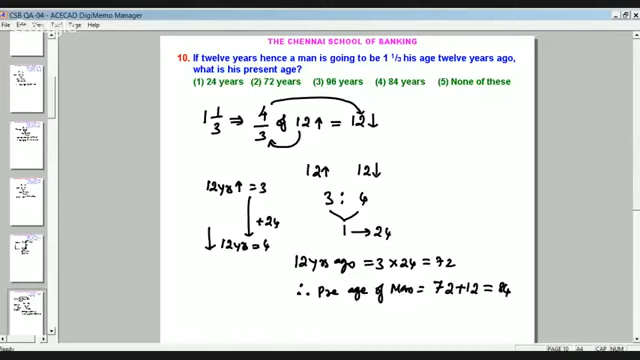 CSB-QA-04 - ACECAD DigiMemo Manager
File Edit View Tool Page Help
THE CHENNAI SCHOOL OF BANKING
10. If twelve years hence a man is going to be 1 1/3 his age twelve years ago,
what is his present age?
(1) 24 years (2) 72 years (3) 96 years (4) 84 years (5) None of these
1 1/3 ⇒ 4/3 of 12↑ = 12↓
12↑ 12↓
3 : 4
1 → 24
12yrs↑ = 3
+24
↓ 12yrs = 4
12yrs ago = 3 × 24 = 72
∴ Pre age of Man = 72+12 = 84
PAGE 10 A4